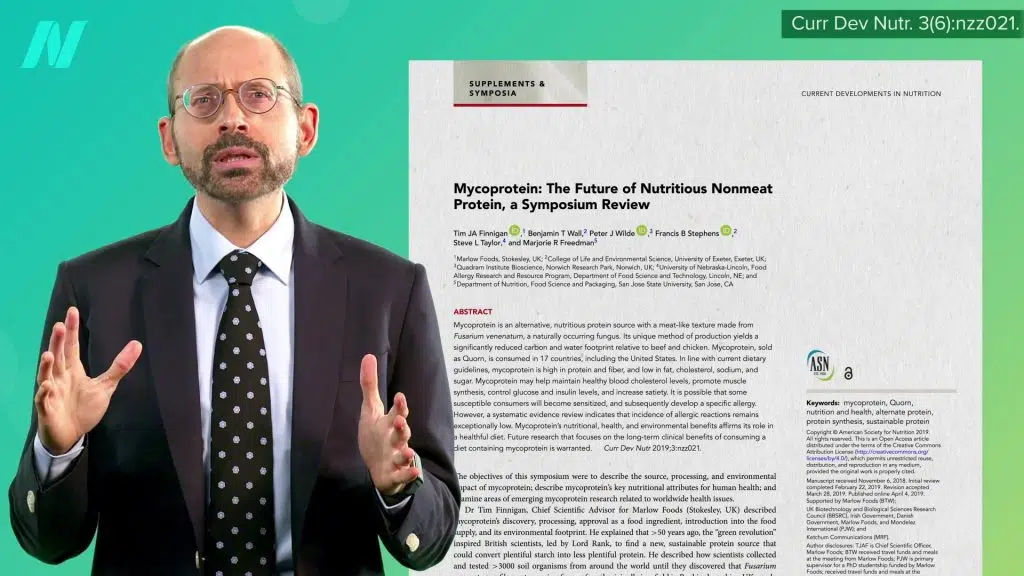 Curr Dev Nutr. 3(6):nzz021.
N
SUPPLEMENTS &
SYMPOSIA
CURRENT DEVELOPMENTS IN NUTRITION
Mycoprotein: The Future of Nutritious Nonmeat
Protein, a Symposium Review
Tim JA Finnigan iD,1 Benjamin T Wall,2 Peter J Wilde iD,3 Francis B Stephens iD,2
Steve L Taylor,4 and Marjorie R Freedman5
1Marlow Foods, Stokesley, UK; 2College of Life and Environmental Science, University of Exeter, Exeter, UK;
3Quadram Institute Bioscience, Norwich Research Park, Norwich, UK; 4University of Nebraska-Lincoln, Food
Allergy Research and Resource Program, Department of Food Science and Technology, Lincoln, NE; and
5Department of Nutrition, Food Science and Packaging, San Jose State University, San Jose, CA
ABSTRACT
Mycoprotein is an alternative, nutritious protein source with a meat-like texture made from
Fusarium venenatum, a naturally occurring fungus. Its unique method of production yields a
significantly reduced carbon and water footprint relative to beef and chicken. Mycoprotein, sold
as Quorn, is consumed in 17 countries, including the United States. In line with current dietary
guidelines, mycoprotein is high in protein and fiber, and low in fat, cholesterol, sodium, and
sugar. Mycoprotein may help maintain healthy blood cholesterol levels, promote muscle
synthesis, control glucose and insulin levels, and increase satiety. It is possible that some
susceptible consumers will become sensitized, and subsequently develop a specific allergy.
However, a systematic evidence review indicates that incidence of allergic reactions remains
exceptionally low. Mycoprotein's nutritional, health, and environmental benefits affirms its role in
a healthful diet. Future research that focuses on the long-term clinical benefits of consuming a
diet containing mycoprotein is warranted. Curr Dev Nutr 2019;3:nzz021.
he objectives of this symposium were to describe the source, processing, and environmental
mpact of mycoprotein; describe mycoprotein's key nutritional attributes for human health; and
amine areas of emerging mycoprotein research related to worldwide health issues.
Dr Tim Finnigan, Chief Scientific Advisor for Marlow Foods (Stokesley, UK) described
mycoprotein's discovery, processing, approval as a food ingredient, introduction into the food
supply, and its environmental footprint. He explained that >50 years ago, the "green revolution"
inspired British scientists, led by Lord Rank, to find a new, sustainable protein source that
could convert plentiful starch into less plentiful protein. He described how scientists collected
and tested >3000 soil organisms from around the world until they discovered that Fusarium
ASN
Keywords: mycoprotein, Quorn,
nutrition and health, alternate protein,
protein synthesis, sustainable protein
Copyright © American Society for Nutrition 2019.
All rights reserved. This is an Open Access article
distributed under the terms of the Creative Commons
Attribution License (http://creativecommons.org/
licenses/by/4.0/), which permits unrestricted reuse,
distribution, and reproduction in any medium,
provided the original work is properly cited.
Manuscript received November 6, 2018. Initial review
completed February 22, 2019. Revision accepted
March 28, 2019. Published online April 4, 2019.
Supported by Marlow Foods (BTW);
UK Biotechnology and Biological Sciences Research
Council (BBSRC), Irish Government, Danish
Government, Marlow Foods, and Mondelez
International (PJW); and
Ketchum Communications (MRF).
Author disclosures: TJAF is Chief Scientific Officer,
Marlow Foods; BTW received travel funds and meals
at the symposium from Marlow Foods; PJW is primary
supervisor for a PhD studentship funded by Marlow
Foods; received travel funds and meals at the